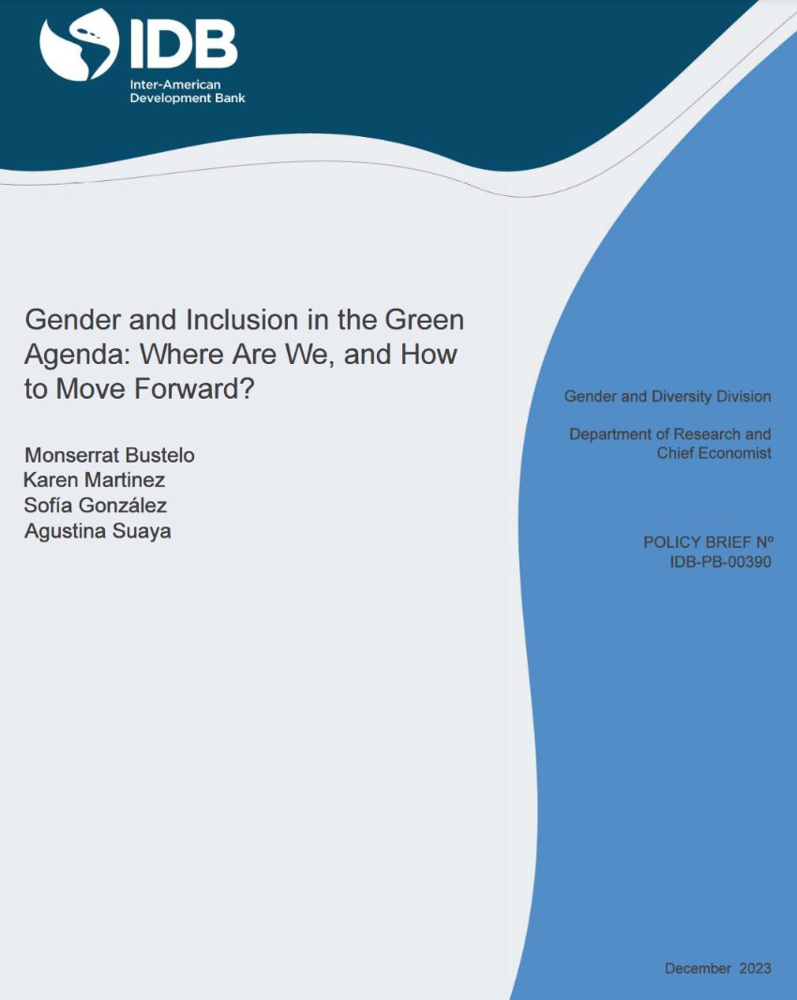 IDB
Inter-American
Development Bank
Gender and Inclusion in the Green
Agenda: Where Are We, and How
to Move Forward?
Monserrat Bustelo
Karen Martinez
Sofía González
Agustina Suaya
Gender and Diversity Division
Department of Research and
Chief Economist
POLICY BRIEF Nº
IDB-PB-00390
December 2023